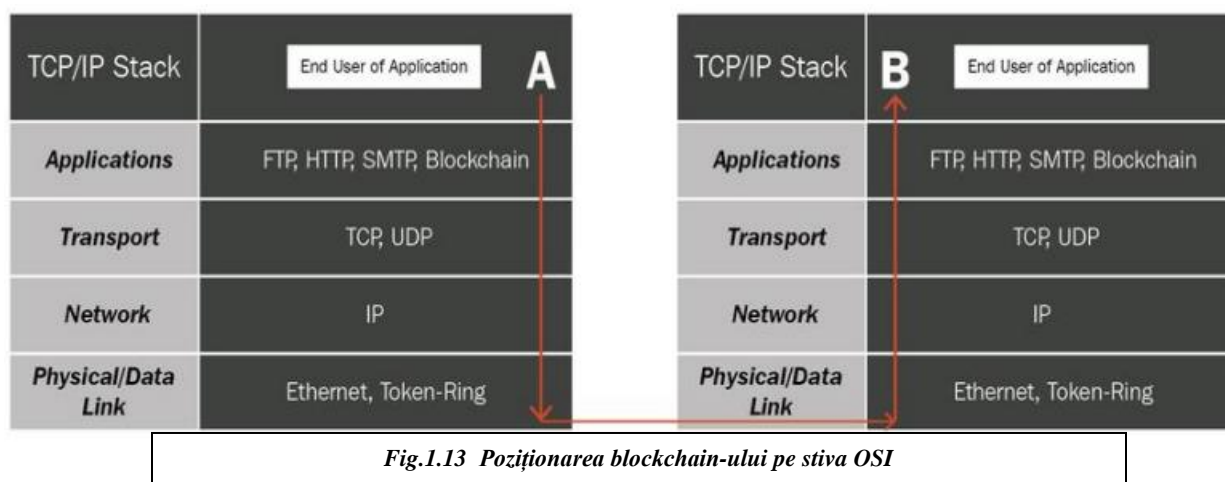 TCP/IP Stack
End User of Application
A
Applications
FTP, HTTP, SMTP, Blockchain
Transport
TCP, UDP
Network
IP
Physical/Data
Link
Ethernet, Token-Ring
TCP/IP Stack
B
End User of Application
Applications
FTP, HTTP, SMTP, Blockchain
Transport
TCP, UDP
Network
IP
Physical/Data
Link
Ethernet, Token-Ring
Fig.1.13 Poziționarea blockchain-ului pe stiva OSI